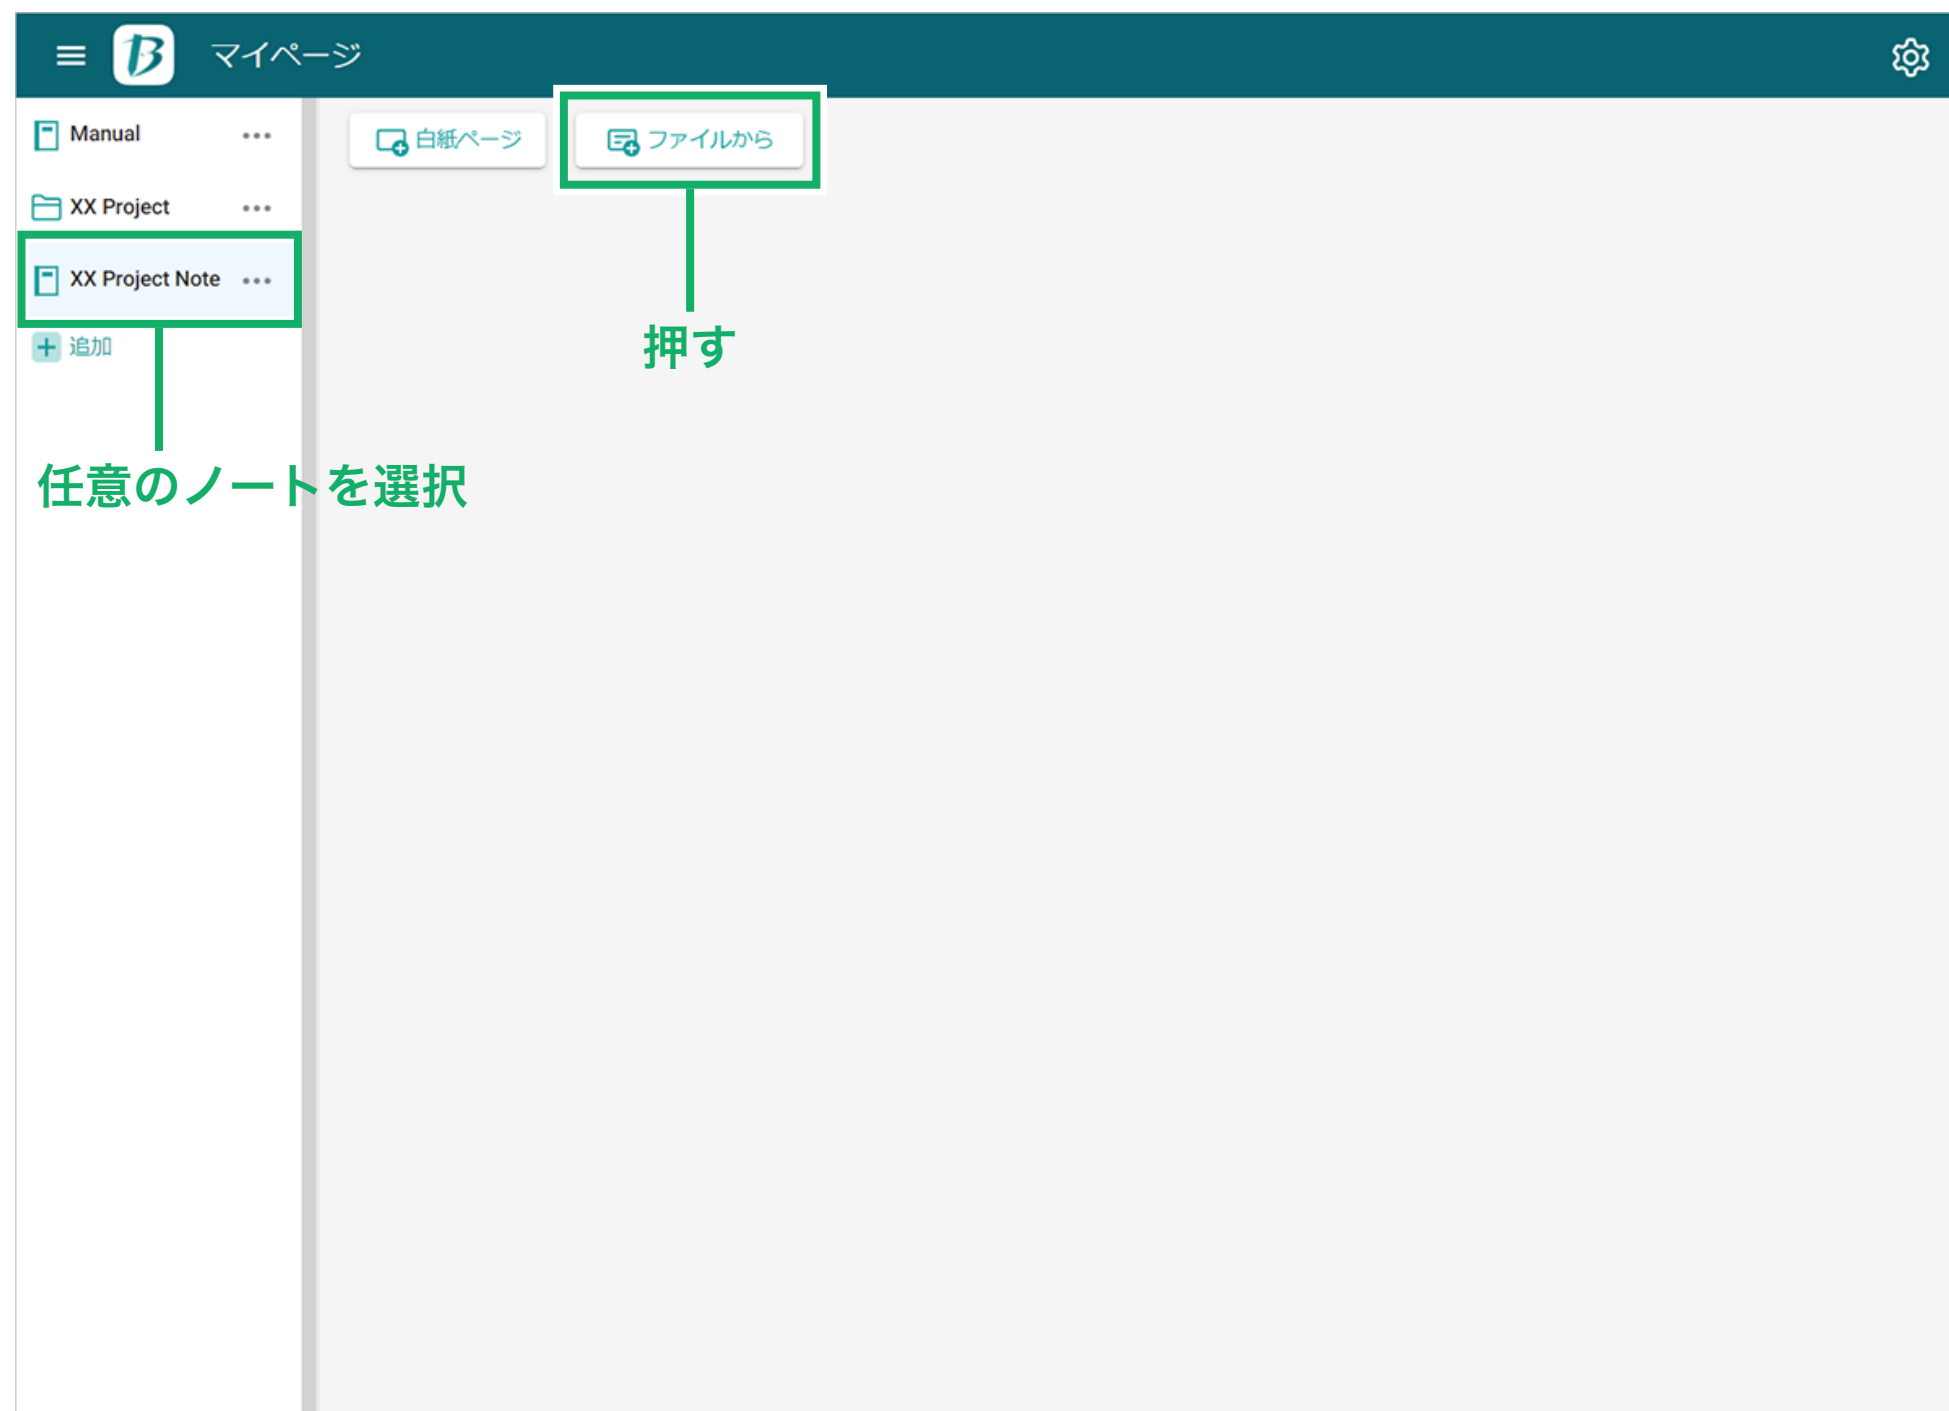 B マイページ
Manual
XX Project
XX Project Note
追加
白紙ページ
ファイルから
押す
任意のノートを選択